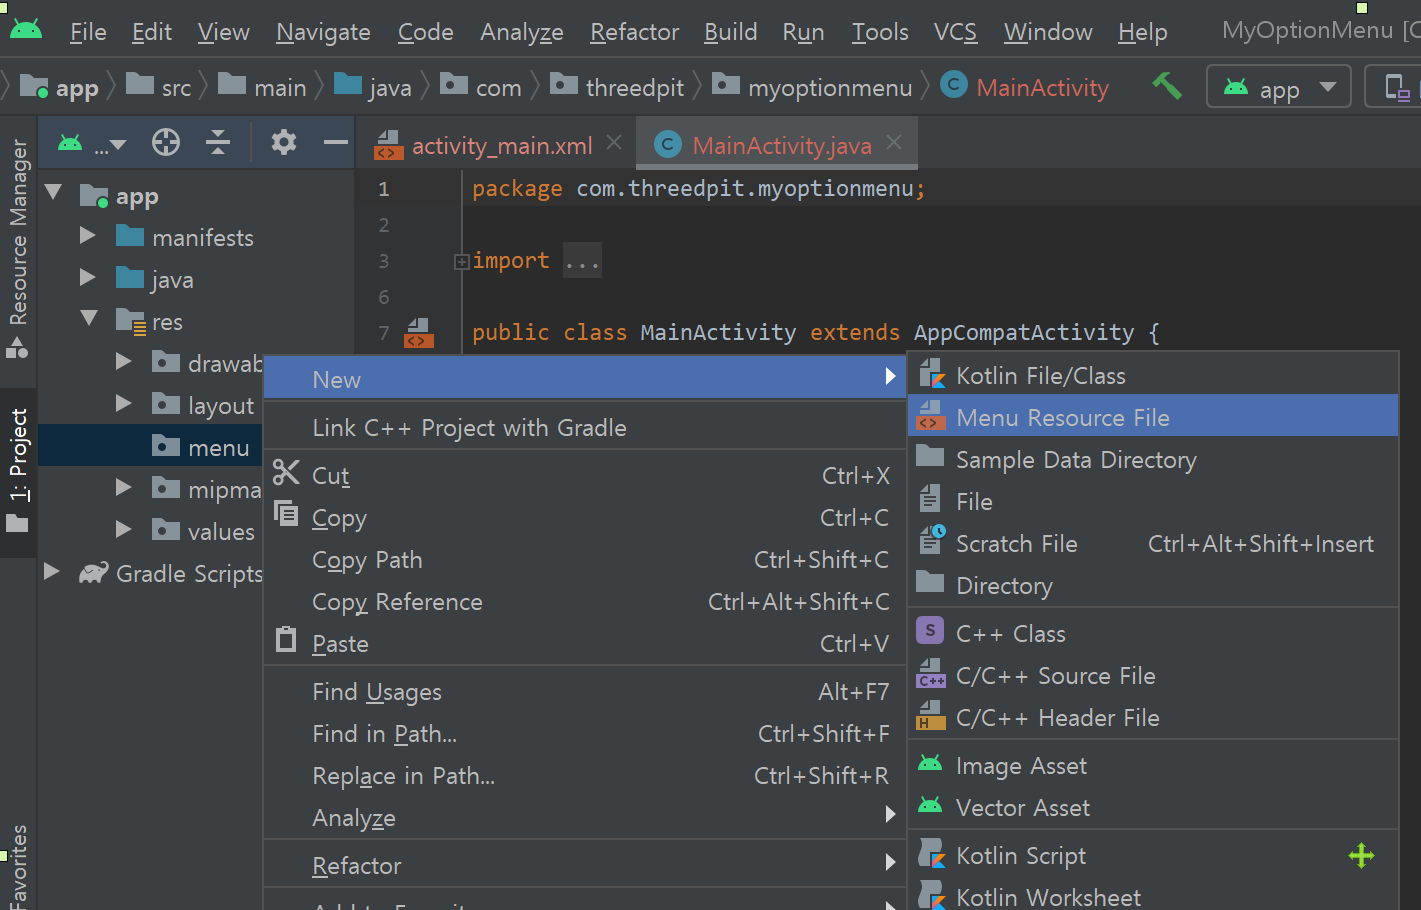 File Edit View Navigate Code Analyze Refactor Build Run Tools VCS Window Help MyOptionMenu [
app src main java com threedpit myoptionmenu C MainActivity app
... activity_main.xml C MainActivity.java
Resource Manager
1: Project
Favorites
app
manifests
java
res
drawab
layout
menu
mipma
values
Gradle Scripts
1 package com.threedpit.myoptionmenu;
2
3 import ...
6
7 public class MainActivity extends AppCompatActivity {
New
Link C++ Project with Gradle
Cut Ctrl+X
Copy Ctrl+C
Copy Path Ctrl+Shift+C
Copy Reference Ctrl+Alt+Shift+C
Paste Ctrl+V
Find Usages Alt+F7
Find in Path... Ctrl+Shift+F
Replace in Path... Ctrl+Shift+R
Analyze
Refactor
Kotlin File/Class
Menu Resource File
Sample Data Directory
File
Scratch File Ctrl+Alt+Shift+Insert
Directory
S C++ Class
C++ C/C++ Source File
H C/C++ Header File
Image Asset
Vector Asset
Kotlin Script
Kotlin Worksheet